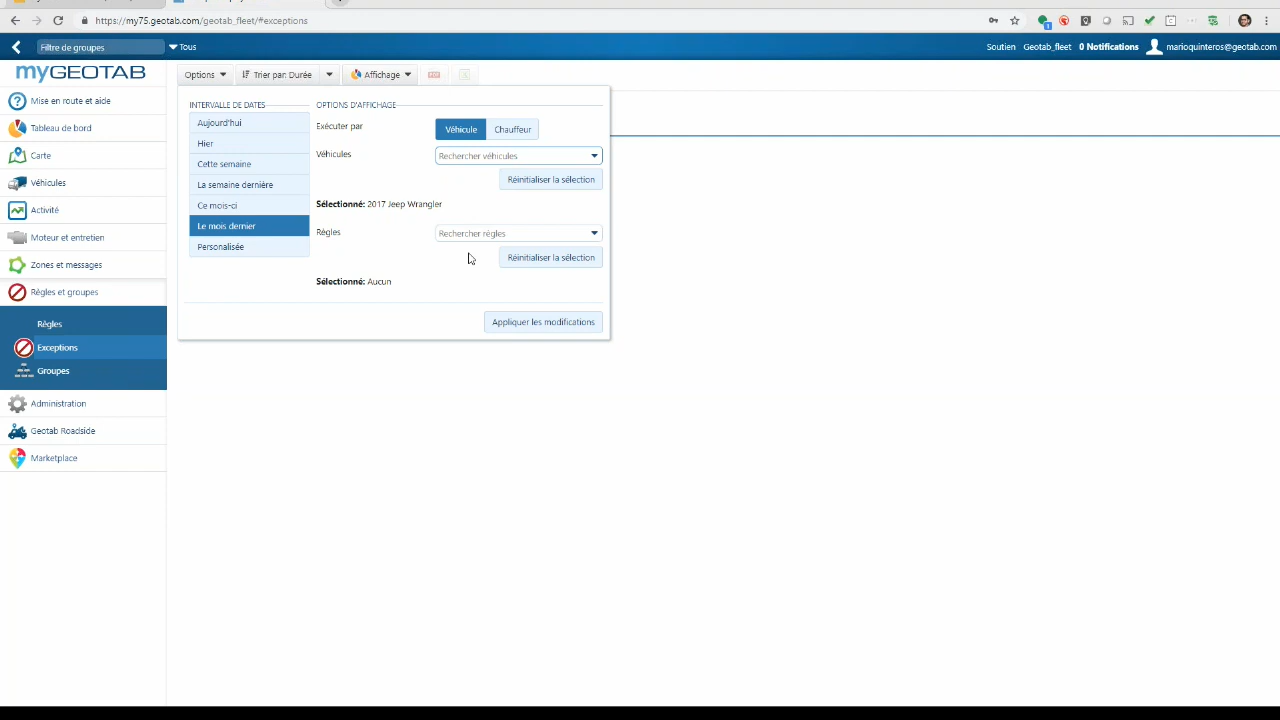 https://my75.geotab.com/geotab_fleet/#exceptions
Filtre de groupes
Tous
Soutien
Geotab_fleet
0 Notifications
marioquinteros@geotab.com
myGEOTAB
Options
Trier par Durée
Affichage
Mise en route et aide
Tableau de bord
Carte
Véhicules
Activité
Moteur et entretien
Zones et messages
Règles et groupes
Règles
Exceptions
Groupes
Administration
Geotab Roadside
Marketplace
INTERVALLE DE DATES
Aujourd'hui
Hier
Cette semaine
La semaine dernière
Ce mois-ci
Le mois dernier
Personalisée
OPTIONS D'AFFICHAGE
Exécuter par
Véhicule
Chauffeur
Véhicules
Rechercher véhicules
Réinitialiser la sélection
Sélectionné: 2017 Jeep Wrangler
Règles
Rechercher règles
Réinitialiser la sélection
Sélectionné: Aucun
Appliquer les modifications